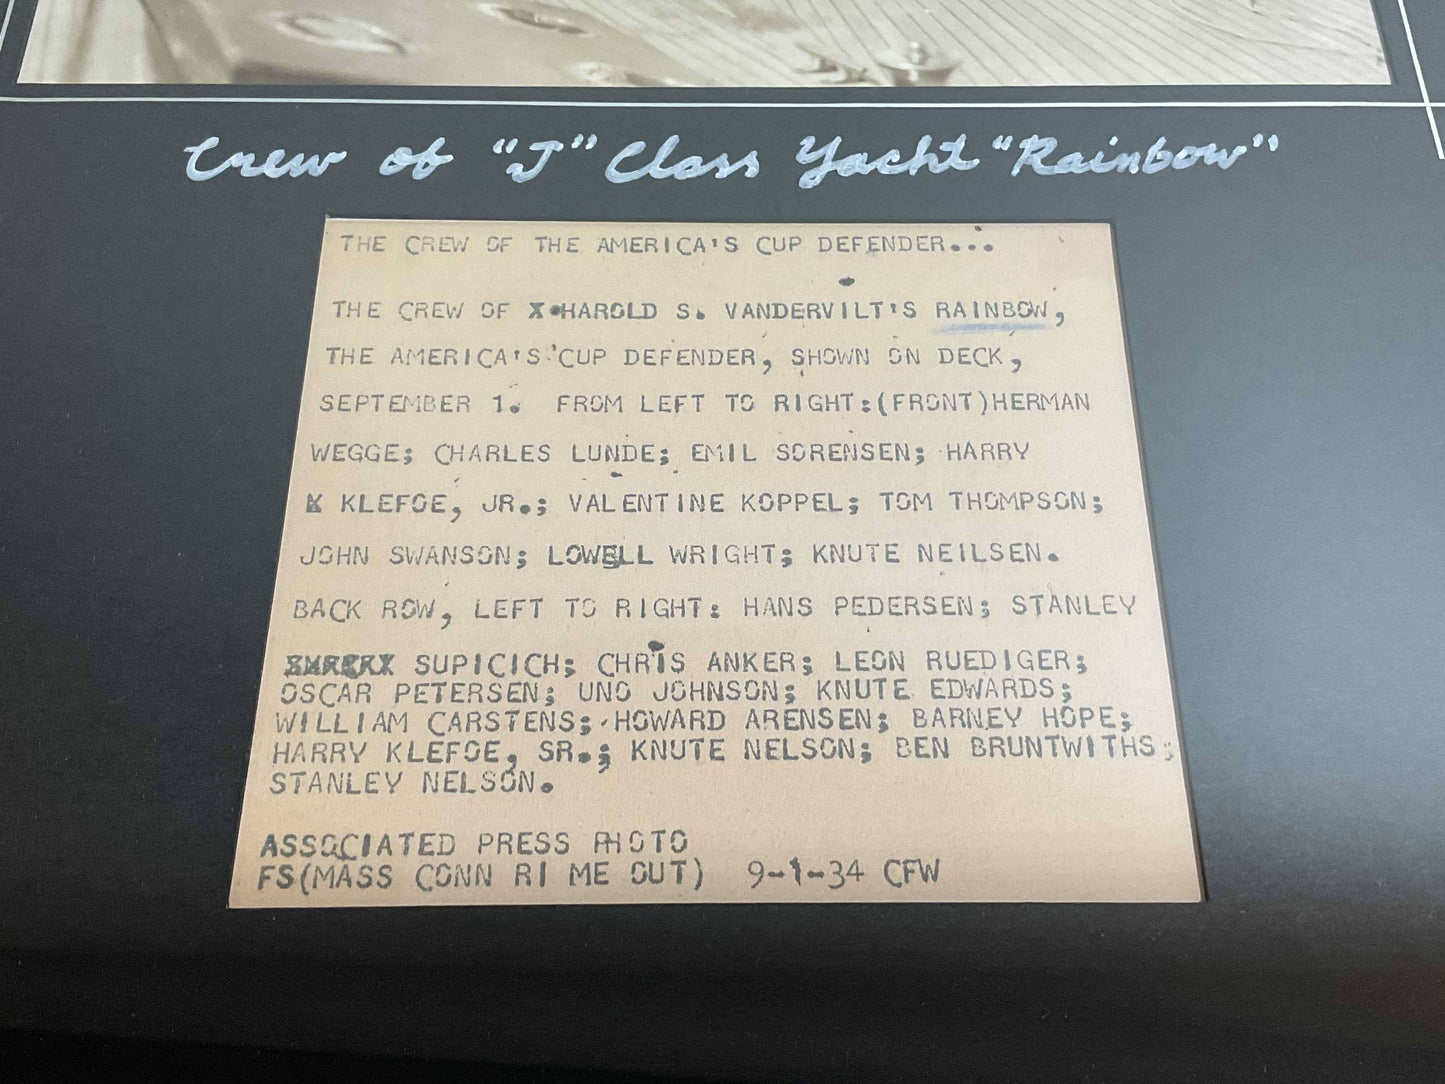 Crew of "J" Class Yacht "Rainbow"
THE CREW OF THE AMERICA'S CUP DEFENDER...
THE CREW OF X HAROLD S. VANDERVILT'S RAINBOW,
THE AMERICA'S CUP DEFENDER, SHOWN ON DECK,
SEPTEMBER 1. FROM LEFT TO RIGHT:(FRONT)HERMAN
WEGGE; CHARLES LUNDE; EMIL SORENSEN; HARRY
K KLEFOE, JR.; VALENTINE KOPPEL; TOM THOMPSON;
JOHN SWANSON; LOWELL WRIGHT; KNUTE NEILSEN.
BACK ROW, LEFT TO RIGHT: HANS PEDERSEN; STANLEY
SUPICICH; CHRIS ANKER; LEON RUEDIGER;
OSCAR PETERSEN; UNO JOHNSON; KNUTE EDWARDS;
WILLIAM CARSTENS; HOWARD ARENSEN; BARNEY HOPE;
HARRY KLEFOE, SR.; KNUTE NELSON; BEN BRUNTWITHS;
STANLEY NELSON.
ASSOCIATED PRESS PHOTO
FS(MASS CONN RI ME OUT) 9-1-34 CFW